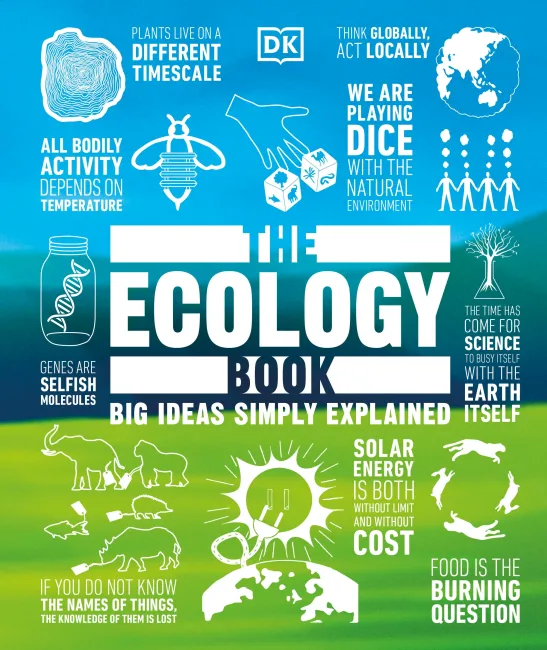 PLANTS LIVE ON A
DIFFERENT
TIMESCALE
DK
THINK GLOBALLY,
ACT LOCALLY
ALL BODILY
ACTIVITY
DEPENDS ON
TEMPERATURE
WE ARE
PLAYING
DICE
WITH THE
NATURAL
ENVIRONMENT
THE
ECOLOGY
BOOK
BIG IDEAS SIMPLY EXPLAINED
GENES ARE
SELFISH
MOLECULES
THE TIME HAS
COME FOR
SCIENCE
TO BUSY ITSELF
WITH THE
EARTH
ITSELF
SOLAR
ENERGY
IS BOTH
WITHOUT LIMIT
AND WITHOUT
COST
IF YOU DO NOT KNOW
THE NAMES OF THINGS,
THE KNOWLEDGE OF THEM IS LOST
FOOD IS THE
BURNING
QUESTION